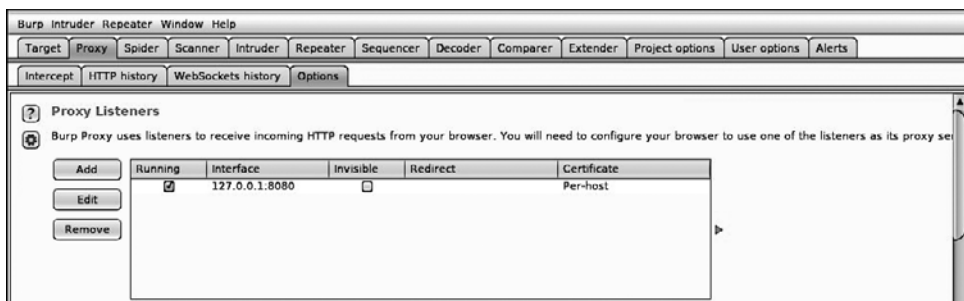 Burp Intruder Repeater Window Help
Target Proxy Spider Scanner Intruder Repeater Sequencer Decoder Comparer Extender Project options User options Alerts
Intercept HTTP history WebSockets history Options
? Proxy Listeners
Burp Proxy uses listeners to receive incoming HTTP requests from your browser. You will need to configure your browser to use one of the listeners as its proxy se
Add Running Interface Invisible Redirect Certificate
127.0.0.1:8080 Per-host
Edit
Remove